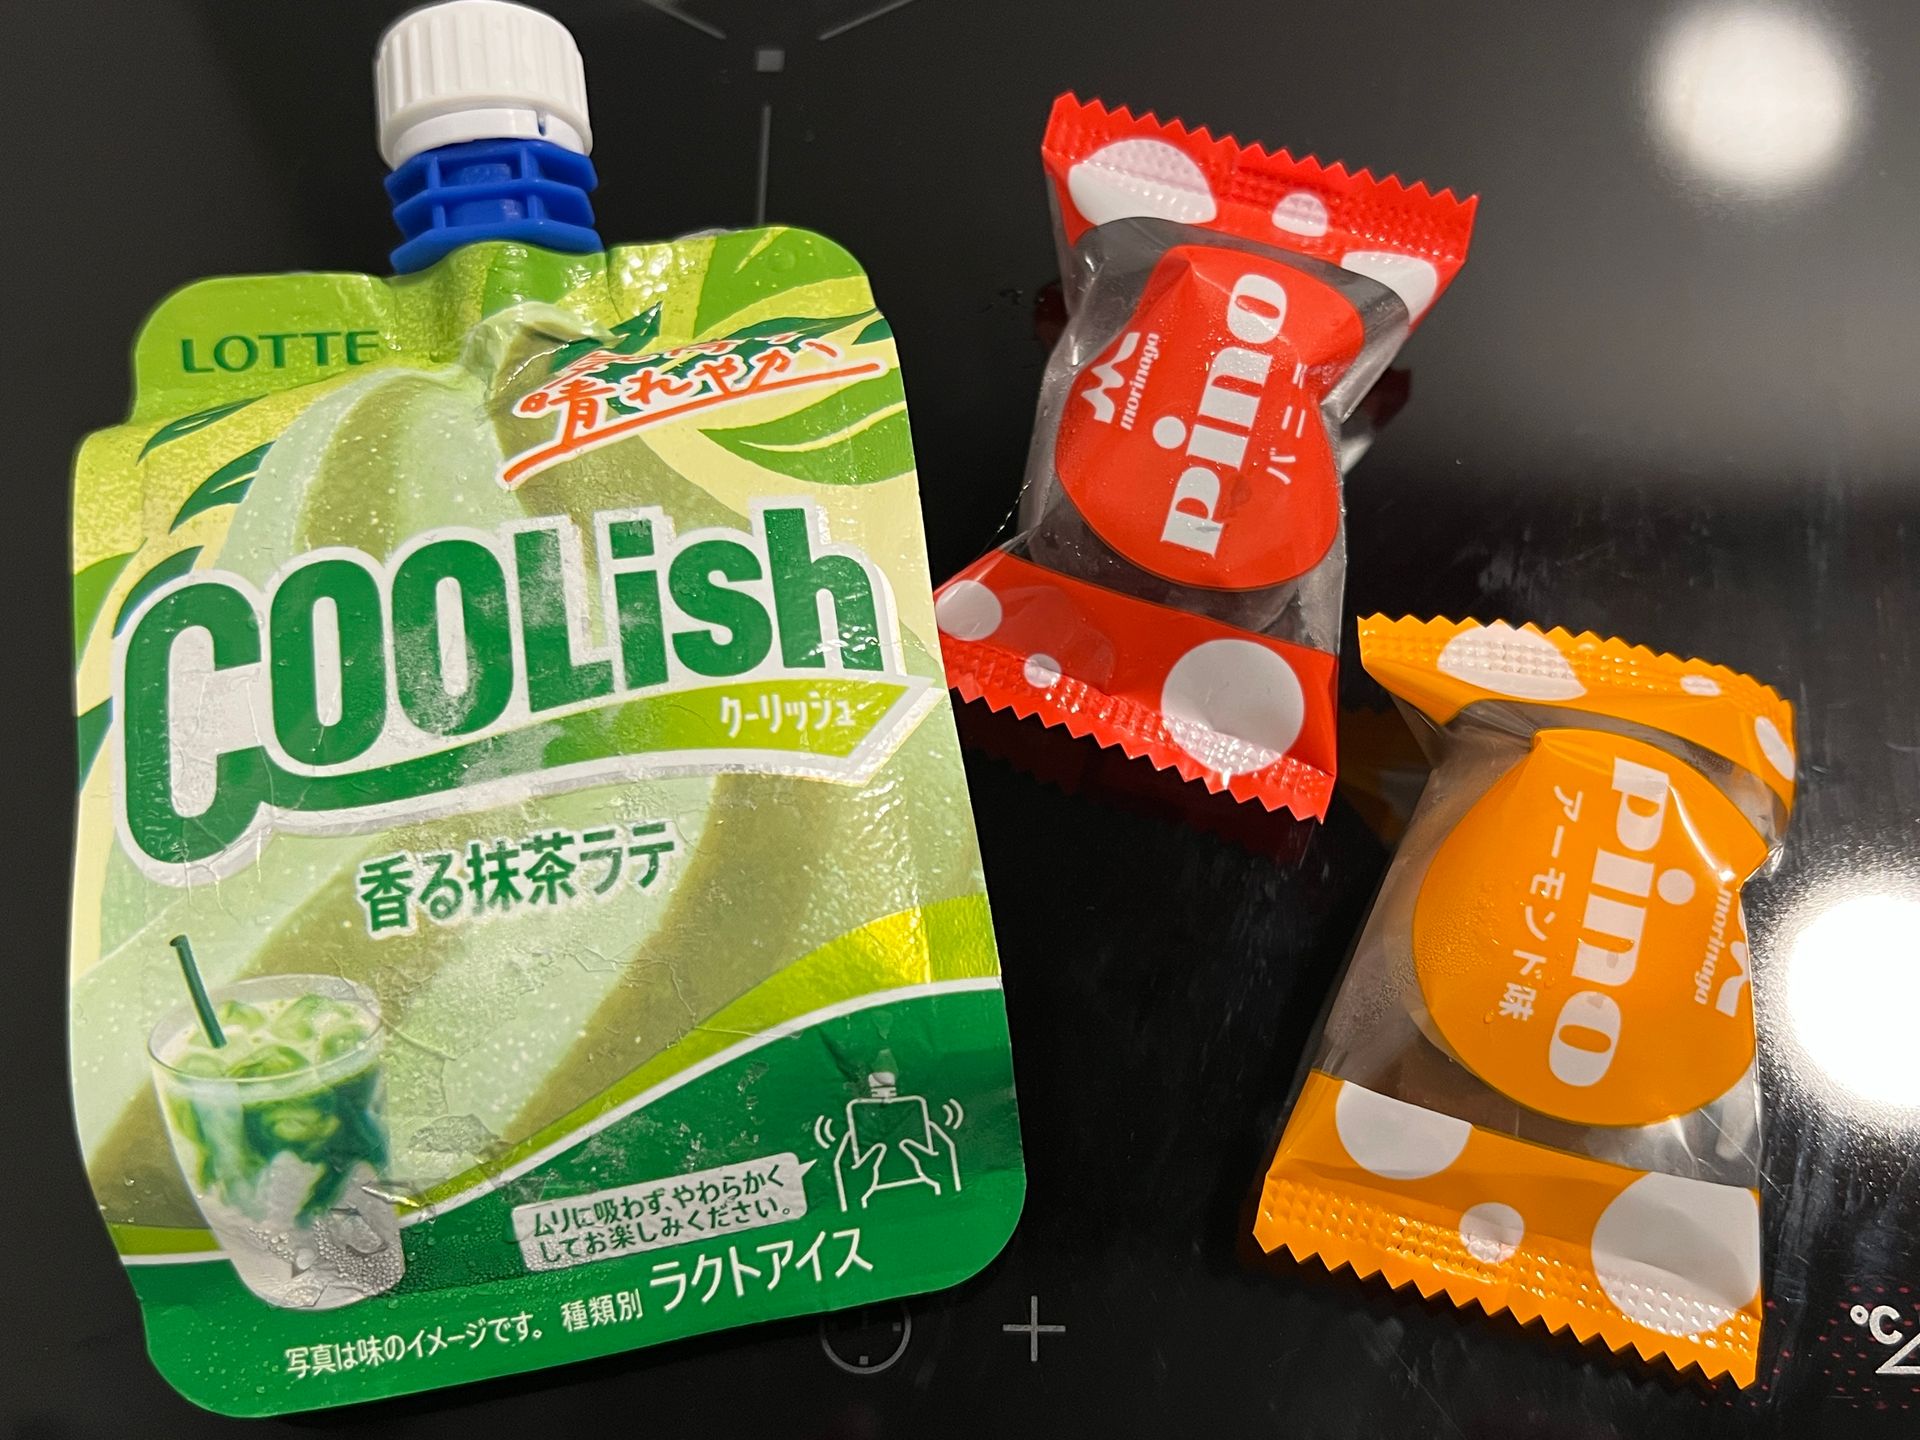 LOTTE
晴れやか
COOLish
クーリッシュ
香る抹茶ラテ
ムリに吸わず、やわらかく
してお楽しみください。
写真は味のイメージです。 種類別 ラクトアイス
morinaga
pino
バニラ
pino
アーモンド味
morinaga
℃